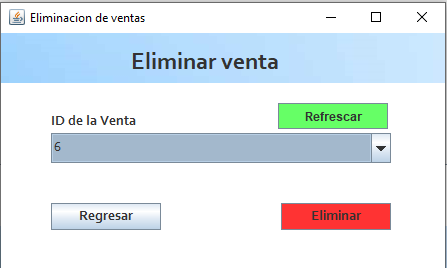 Eliminacion de ventas
Eliminar venta
Refrescar
ID de la Venta
6
Regresar
Eliminar